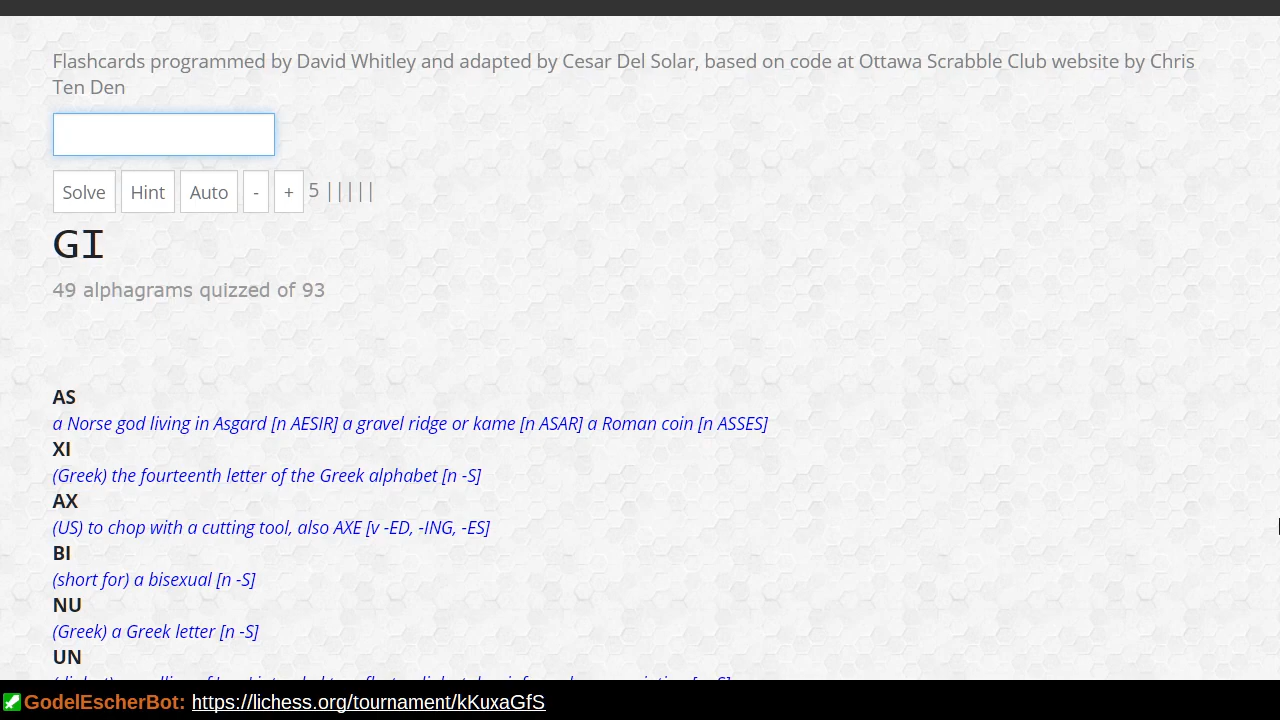 Flashcards programmed by David Whitley and adapted by Cesar Del Solar, based on code at Ottawa Scrabble Club website by Chris
Ten Den
Solve Hint Auto - + 5 |||||
GI
49 alphagrams quizzed of 93
AS
a Norse god living in Asgard [n AESIR] a gravel ridge or kame [n ASAR] a Roman coin [n ASSES]
XI
(Greek) the fourteenth letter of the Greek alphabet [n -S]
AX
(US) to chop with a cutting tool, also AXE [v -ED, -ING, -ES]
BI
(short for) a bisexual [n -S]
NU
(Greek) a Greek letter [n -S]
UN
GodelEscherBot: https://lichess.org/tournament/kKuxaGfS